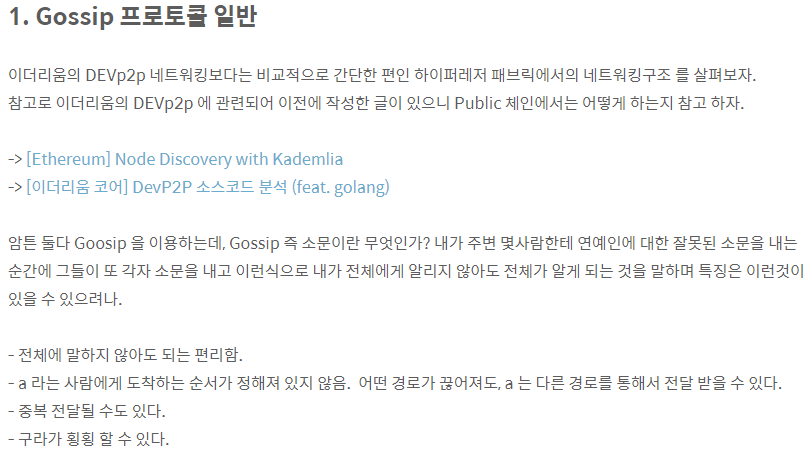 1. Gossip 프로토콜 일반
이더리움의 DEVp2p 네트워킹보다는 비교적으로 간단한 편인 하이퍼레저 패브릭에서의 네트워킹구조 를 살펴보자.
참고로 이더리움의 DEVp2p 에 관련되어 이전에 작성한 글이 있으니 Public 체인에서는 어떻게 하는지 참고 하자.
-> [Ethereum] Node Discovery with Kademlia
-> [이더리움 코어] DevP2P 소스코드 분석 (feat. golang)
암튼 둘다 Goosip 을 이용하는데, Gossip 즉 소문이란 무엇인가? 내가 주변 몇사람한테 연예인에 대한 잘못된 소문을 내는
순간에 그들이 또 각자 소문을 내고 이런식으로 내가 전체에게 알리지 않아도 전체가 알게 되는 것을 말하며 특징은 이런것이
있을 수 있으려나.
- 전체에 말하지 않아도 되는 편리함.
- a 라는 사람에게 도착하는 순서가 정해져 있지 않음. 어떤 경로가 끊어져도, a 는 다른 경로를 통해서 전달 받을 수 있다.
- 중복 전달될 수도 있다.
- 구라가 횡횡 할 수 있다.